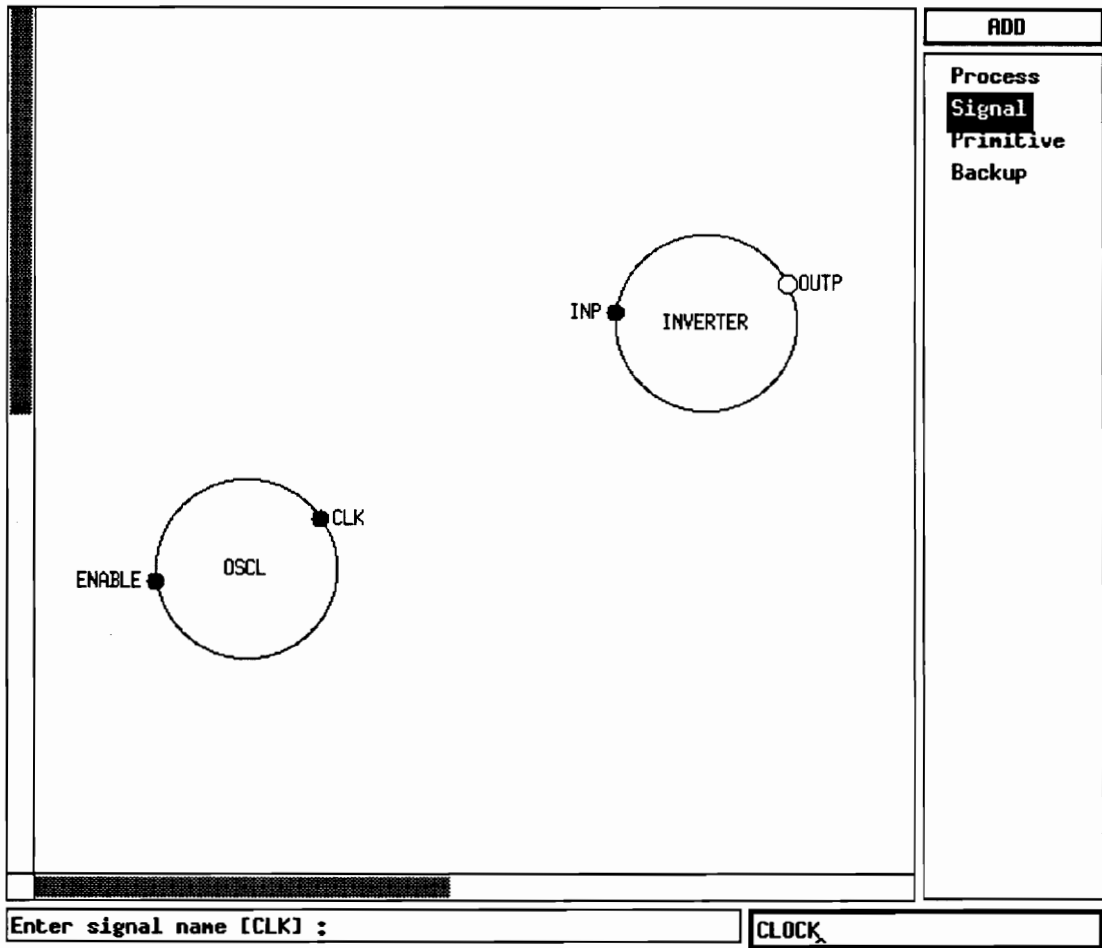 ADD
Process
Signal
Primitive
Backup
OUTP
INP
INVERTER
CLK
OSCL
ENABLE
Enter signal name [CLK] :
CLOCK